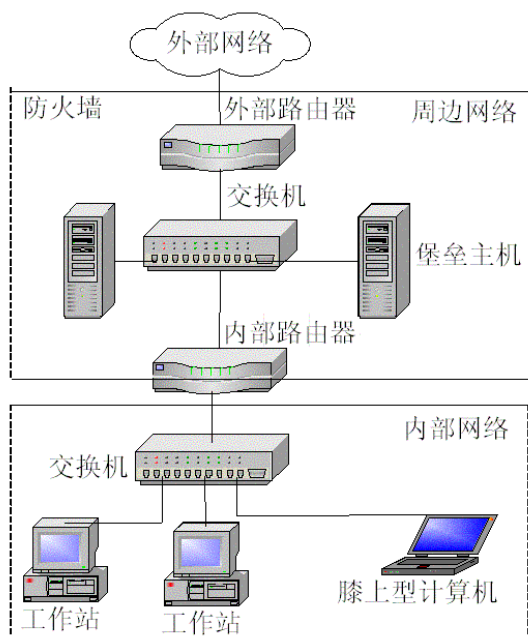 外部网络
防火墙
外部路由器
周边网络
交换机
堡垒主机
内部路由器
内部网络
交换机
工作站
工作站
膝上型计算机